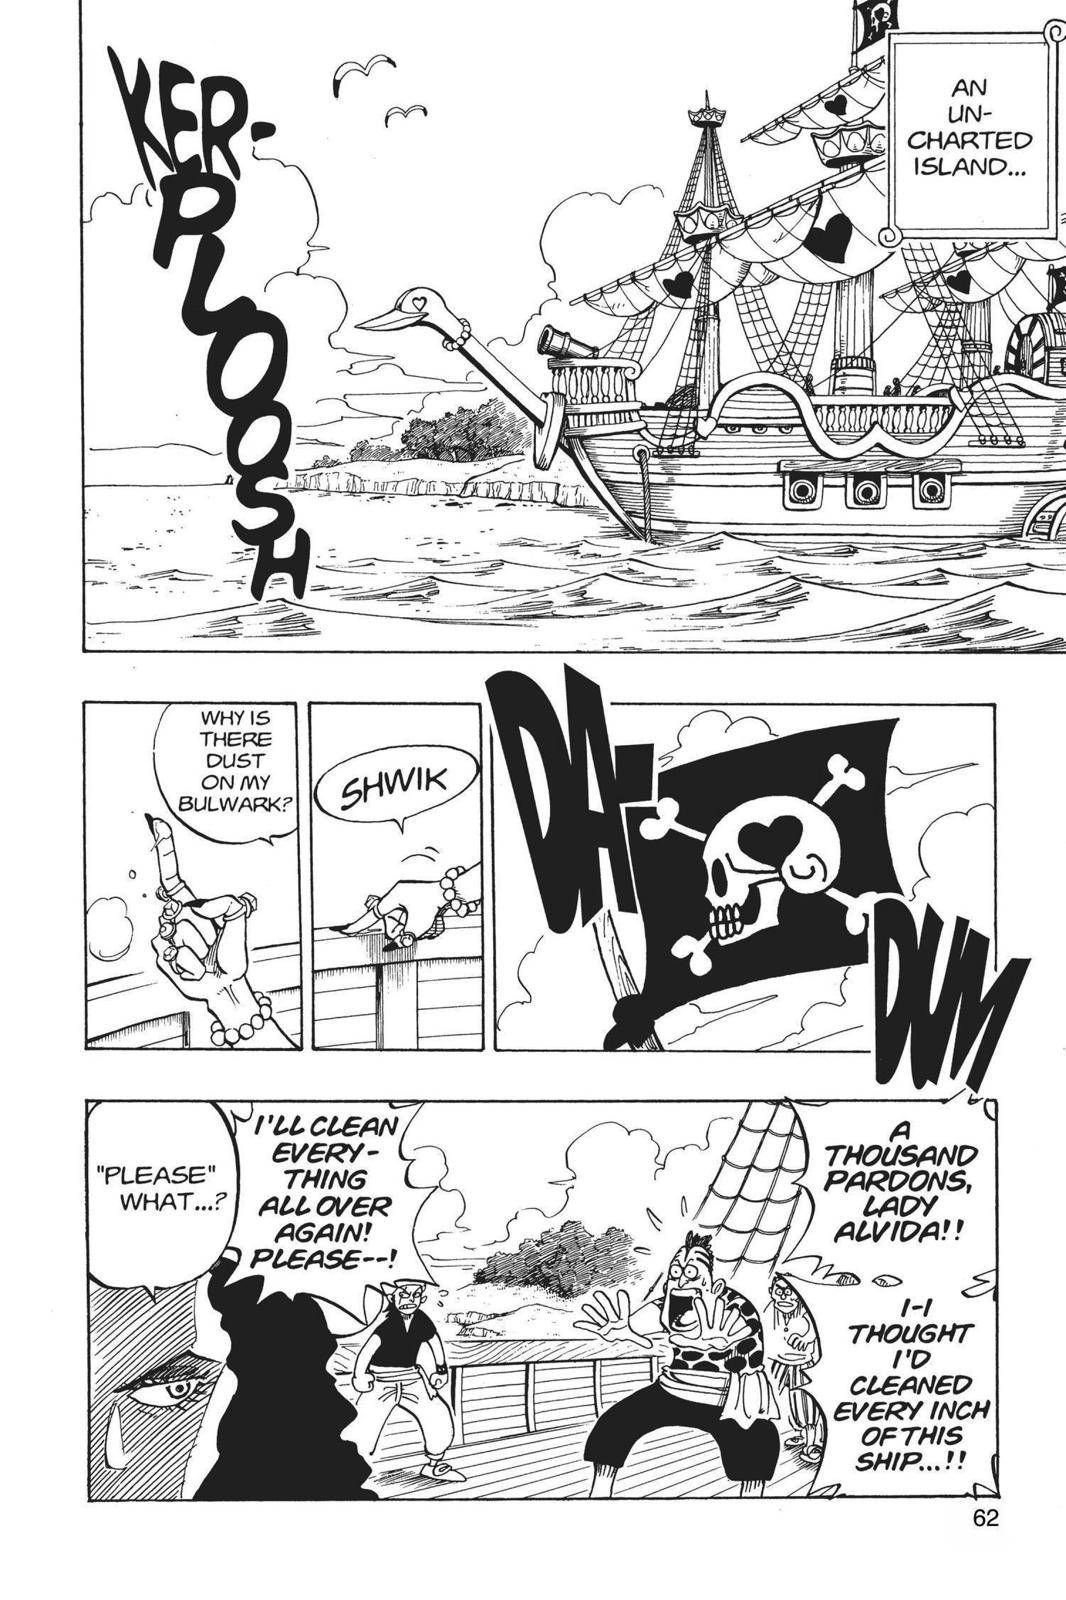 AN
UN-
CHARTED
ISLAND...
KER-
PLOOSH
DA-
DUM
SHWIK
WHY IS
THERE
DUST
ON MY
BULWARK?
A
THOUSAND
PARDONS,
LADY
ALVIDA!!
I-I
THOUGHT
I'D
CLEANED
EVERY INCH
OF THIS
SHIP...!!
I'LL CLEAN
EVERY-
THING
ALL OVER
AGAIN!
PLEASE--!
"PLEASE"
WHAT...?
62